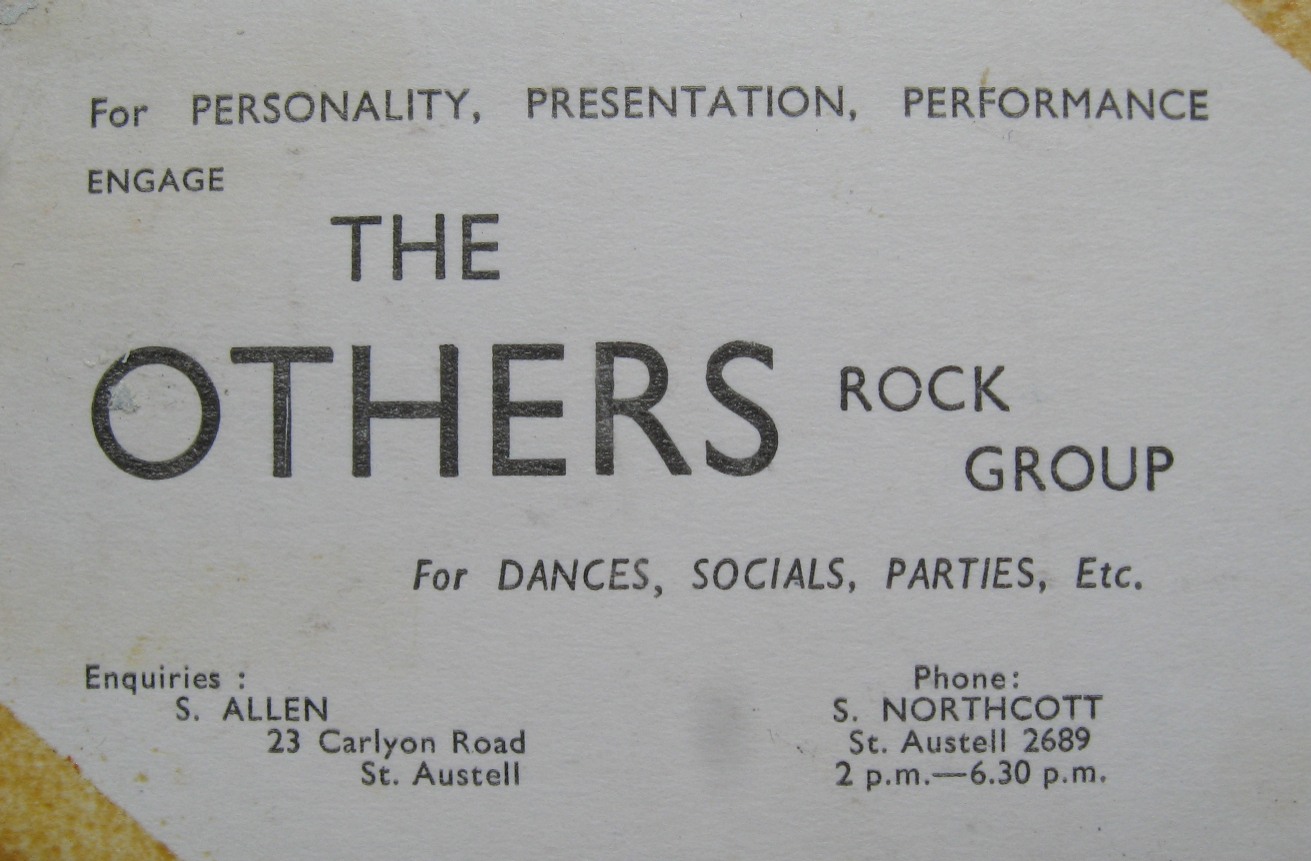 For PERSONALITY, PRESENTATION, PERFORMANCE
ENGAGE
THE
OTHERS ROCK
GROUP
For DANCES, SOCIALS, PARTIES, Etc.
Enquiries :
S. ALLEN
23 Carlyon Road
St. Austell
Phone:
S. NORTHCOTT
St. Austell 2689
2 p.m.—6.30 p.m.